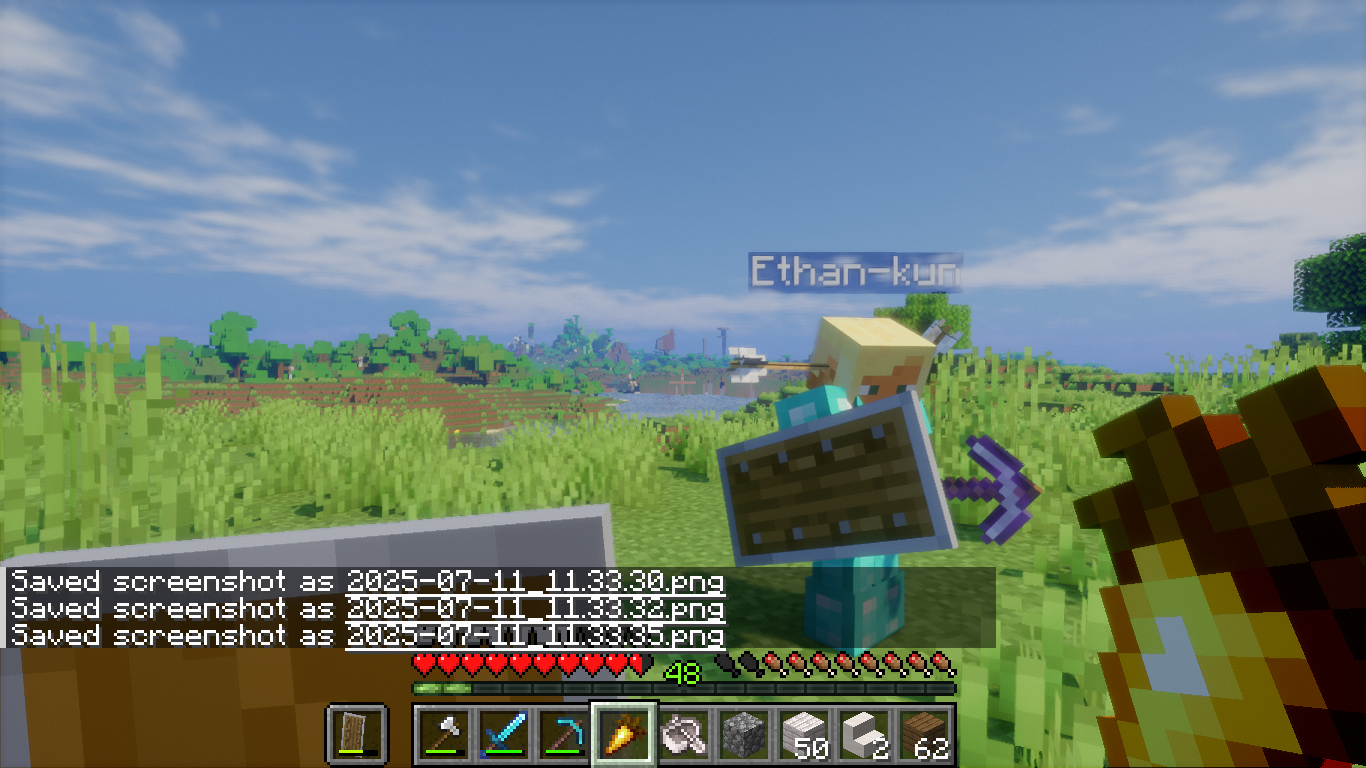 Ethan-kun
Saved screenshot as 2025-07-11_11.33.30.png
Saved screenshot as 2025-07-11_11.33.32.png
Saved screenshot as 2025-07-11_11.33.35.png
48
50
2
62